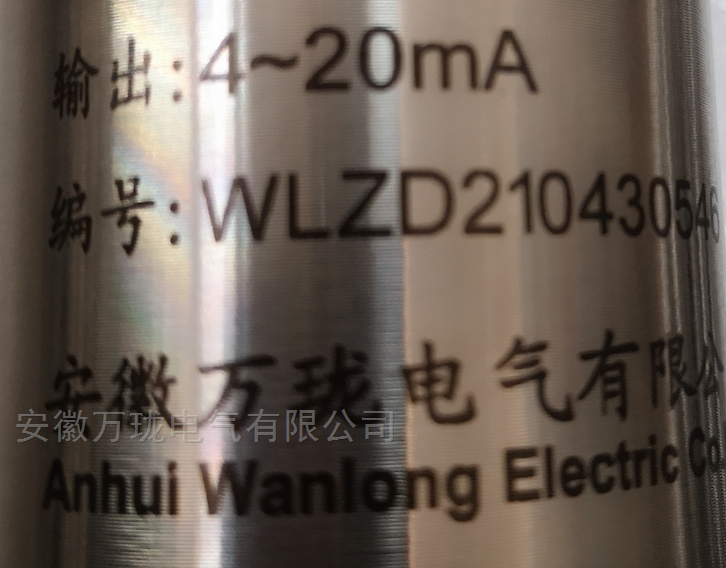 输出:4~20mA
编号:WLZD210430546
安徽万珑电气有限公
安徽万珑电气有限公司
Anhui Wanlong Electric Co